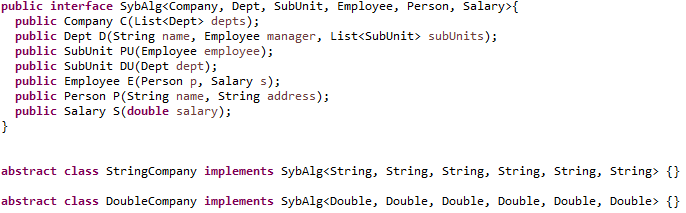 public interface SybAlg<Company, Dept, SubUnit, Employee, Person, Salary>{
public Company C(List<Dept> depts);
public Dept D(String name, Employee manager, List<SubUnit> subUnits);
public SubUnit PU(Employee employee);
public SubUnit DU(Dept dept);
public Employee E(Person p, Salary s);
public Person P(String name, String address);
public Salary S(double salary);
}
abstract class StringCompany implements SybAlg<String, String, String, String, String, String> {}
abstract class DoubleCompany implements SybAlg<Double, Double, Double, Double, Double, Double> {}